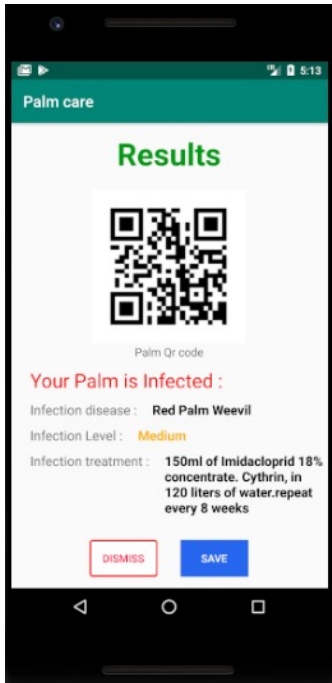 5:13
Palm care
Results
Palm Qr code
Your Palm is Infected :
Infection disease : Red Palm Weevil
Infection Level : Medium
Infection treatment : 150ml of Imidacloprid 18%
concentrate. Cythrin, in
120 liters of water.repeat
every 8 weeks
DISMISS SAVE